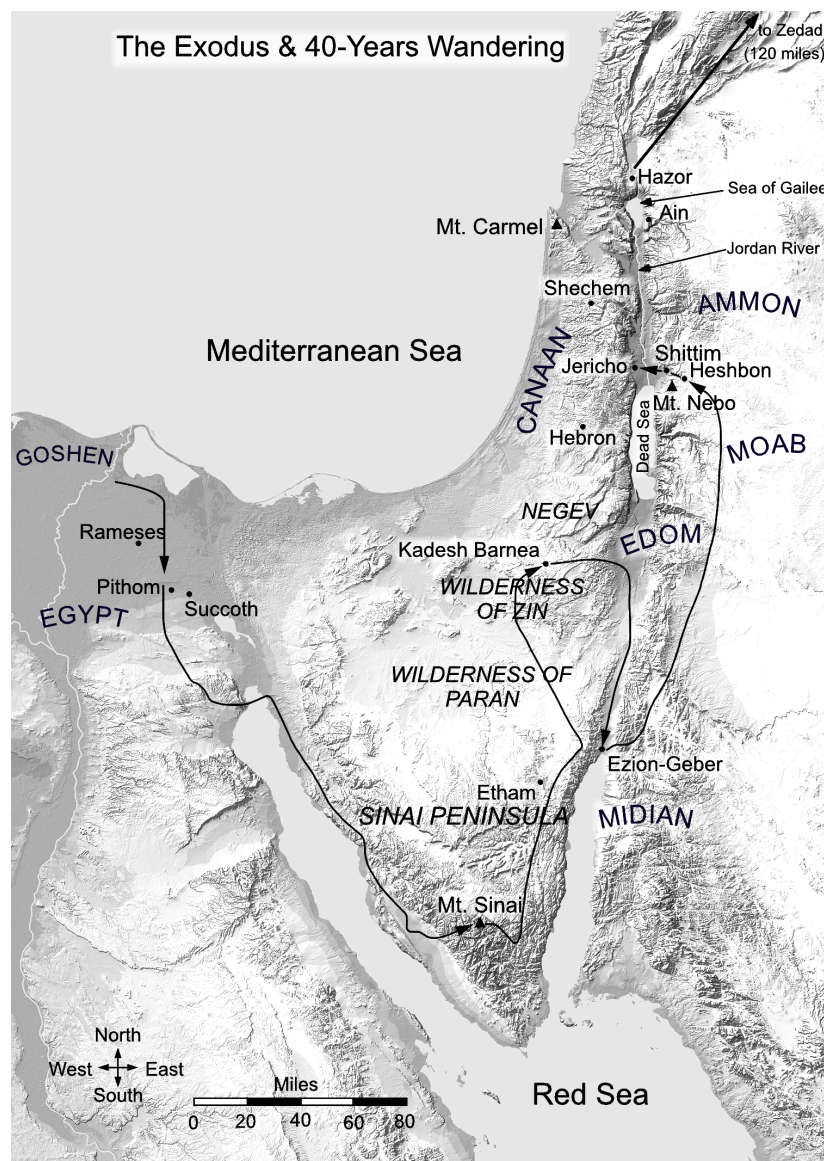 to Zedad
(120 miles)
The Exodus & 40-Years Wandering
Hazor
Sea of Gailee
Ain
Mt. Carmel
Jordan River
Shechem
AMMON
Mediterranean Sea
CANAAN
Shittim
Jericho
Heshbon
Mt. Nebo
Dead Sea
Hebron
MOAB
GOSHEN
NEGEV
Rameses
EDOM
Kadesh Barnea
WILDERNESS
OF ZIN
Pithom
Succoth
EGYPT
WILDERNESS OF
PARAN
Ezion-Geber
Etham
SINAI PENINSULA
MIDIAN
Mt. Sinai
North
West
East
South
Miles
0 20 40 60 80
Red Sea